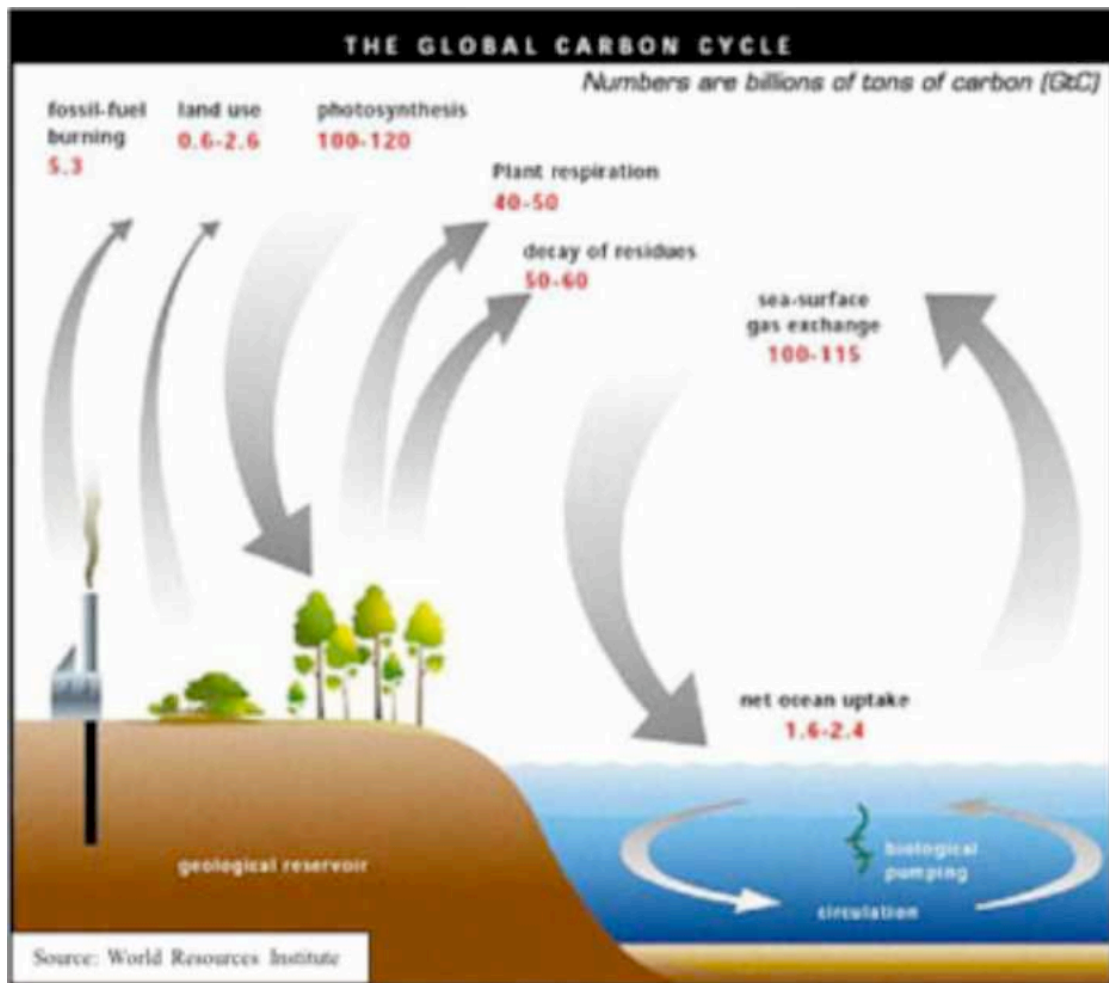 THE GLOBAL CARBON CYCLE
Numbers are billions of tons of carbon (GtC)
fossil-fuel
burning
5.3
land use
0.6-2.6
photosynthesis
100-120
Plant respiration
40-50
decay of residues
50-60
sea-surface
gas exchange
100-115
net ocean uptake
1.6-2.4
geological reservoir
biological
pumping
circulation
Source: World Resources Institute